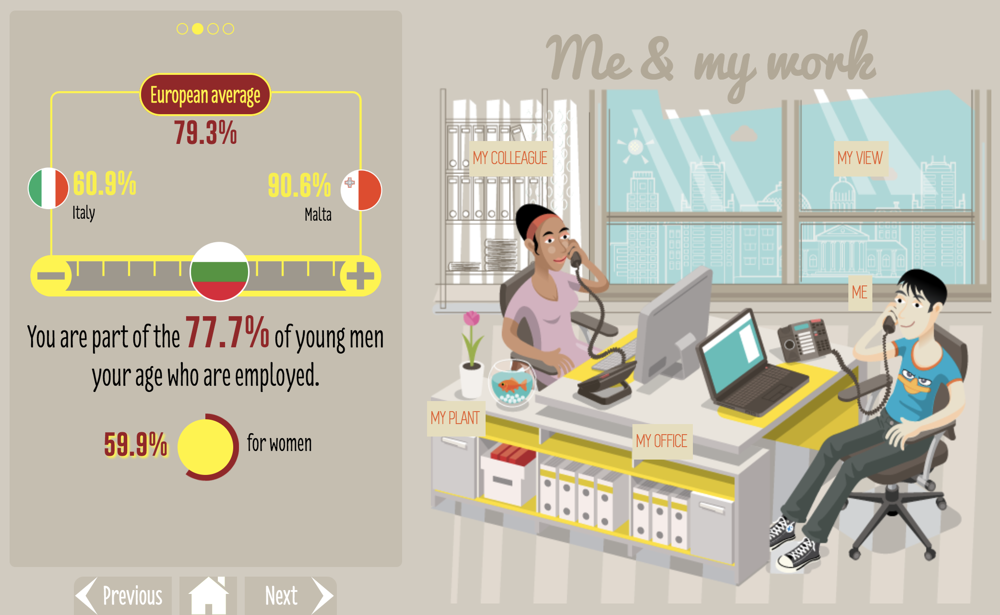 European average
79.3%
60.9%
Italy
90.6%
Malta
You are part of the 77.7% of young men
your age who are employed.
59.9% for women
Previous
Next
Me & my work
MY COLLEAGUE
MY VIEW
ME
MY PLANT
MY OFFICE